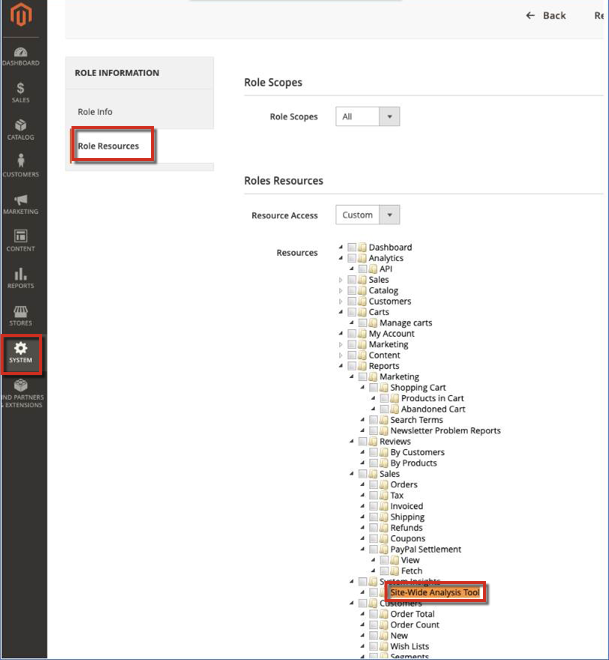 ← Back
Re
DASHBOARD
SALES
CATALOG
CUSTOMERS
MARKETING
CONTENT
REPORTS
STORES
SYSTEM
IND PARTNERS
& EXTENSIONS
ROLE INFORMATION
Role Info
Role Resources
Role Scopes
Role Scopes All
Roles Resources
Resource Access Custom
Resources
Dashboard
Analytics
API
Sales
Catalog
Customers
Carts
Manage carts
My Account
Marketing
Content
Reports
Marketing
Shopping Cart
Products in Cart
Abandoned Cart
Search Terms
Newsletter Problem Reports
Reviews
By Customers
By Products
Sales
Orders
Tax
Invoiced
Shipping
Refunds
Coupons
PayPal Settlement
View
Fetch
System Insights
Site-Wide Analysis Tool
Customers
Order Total
Order Count
New
Wish Lists
Segments